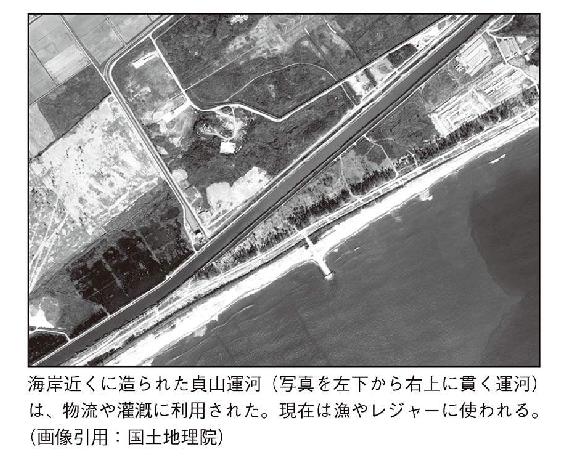 海岸近くに造られた貞山運河（写真を左下から右上に貫く運河）
は、物流や灌漑に利用された。現在は漁やレジャーに使われる。
（画像引用：国土地理院）